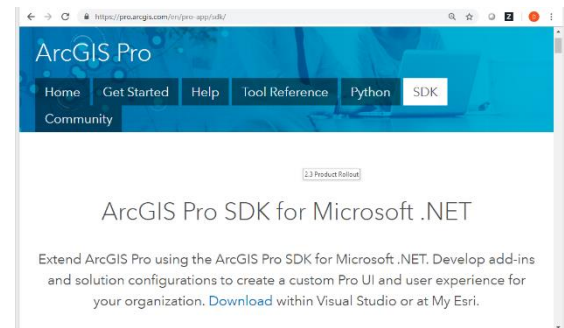 https://pro.arcgis.com/en/pro-app/sdk/
Z
ArcGIS Pro
Home Get Started Help Tool Reference Python SDK
Community
2.3 Product Rollout
ArcGIS Pro SDK for Microsoft .NET
Extend ArcGIS Pro using the ArcGIS Pro SDK for Microsoft .NET. Develop add-ins
and solution configurations to create a custom Pro UI and user experience for
your organization. Download within Visual Studio or at My Esri.